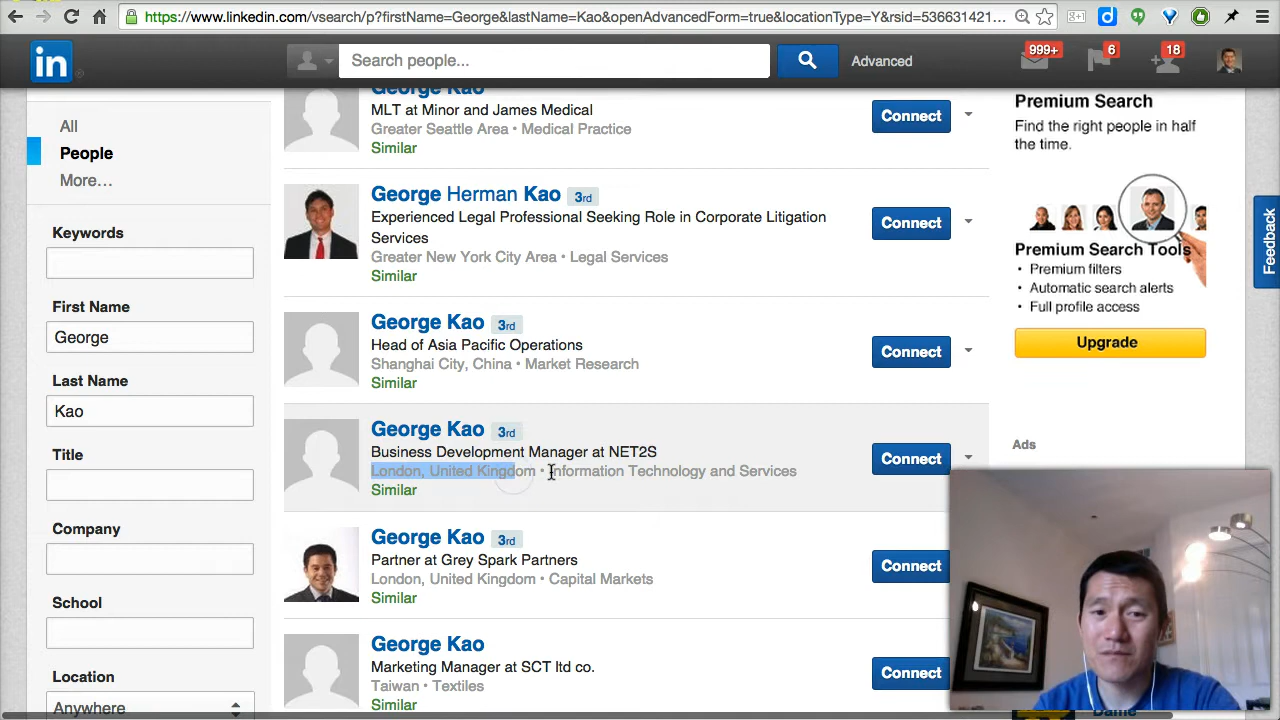 https://www.linkedin.com/vsearch/p?firstName=George&lastName=Kao&openAdvancedForm=true&locationType=Y&rsid=536631421...
in
Search people...
Advanced
999+
6
18
All
People
More...
Keywords
First Name
George
Last Name
Kao
Title
Company
School
Location
Anywhere
George Kao
MLT at Minor and James Medical
Greater Seattle Area • Medical Practice
Similar
Connect
George Herman Kao 3rd
Experienced Legal Professional Seeking Role in Corporate Litigation
Services
Greater New York City Area • Legal Services
Similar
Connect
George Kao 3rd
Head of Asia Pacific Operations
Shanghai City, China • Market Research
Similar
Connect
George Kao 3rd
Business Development Manager at NET2S
London, United Kingdom • Information Technology and Services
Similar
Connect
George Kao 3rd
Partner at Grey Spark Partners
London, United Kingdom • Capital Markets
Similar
Connect
George Kao
Marketing Manager at SCT ltd co.
Taiwan • Textiles
Similar
Connect
Premium Search
Find the right people in half
the time.
Premium Search Tools
• Premium filters
• Automatic search alerts
• Full profile access
Upgrade
Ads
Feedback